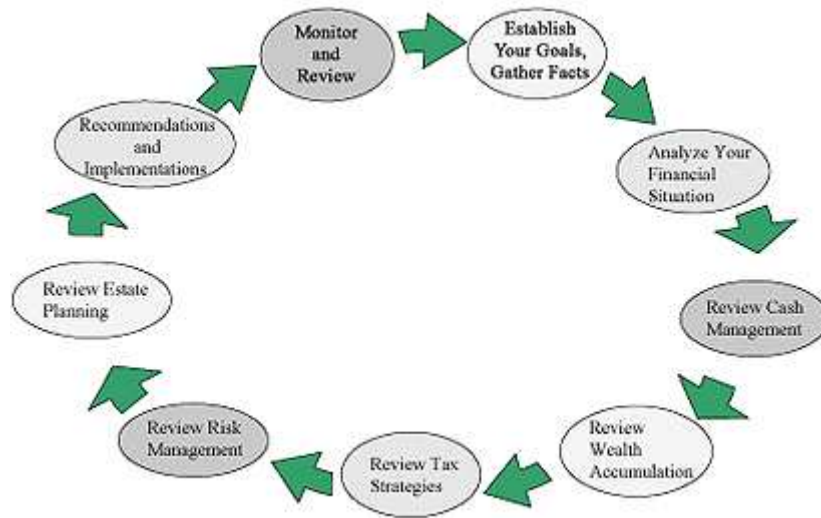 Monitor
and
Review
Establish
Your Goals,
Gather Facts
Analyze Your
Financial
Situation
Review Cash
Management
Review
Wealth
Accumulation
Review Tax
Strategies
Review Risk
Management
Review Estate
Planning
Recommendations
and
Implementations